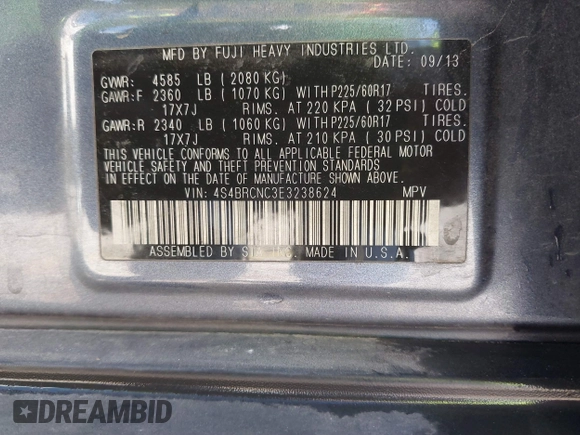 MFD BY FUJI HEAVY INDUSTRIES LTD.
DATE: 09/13
GVWR: 4585 LB (2080 KG)
GAWR:F 2360 LB (1070 KG) WITH P225/60R17 TIRES.
17X7J RIMS. AT 220 KPA (32 PSI) COLD
GAWR:R 2340 LB (1060 KG) WITH P225/60R17 TIRES.
17X7J RIMS. AT 210 KPA (30 PSI) COLD
THIS VEHICLE CONFORMS TO ALL APPLICABLE FEDERAL MOTOR
VEHICLE SAFETY AND THEFT PREVENTION STANDARDS
IN EFFECT ON THE DATE OF MANUFACTURE SHOWN ABOVE.
VIN: 4S4BRCNC3E3238624 MPV
ASSEMBLED BY MADE IN U.S.A.
DREAMBID